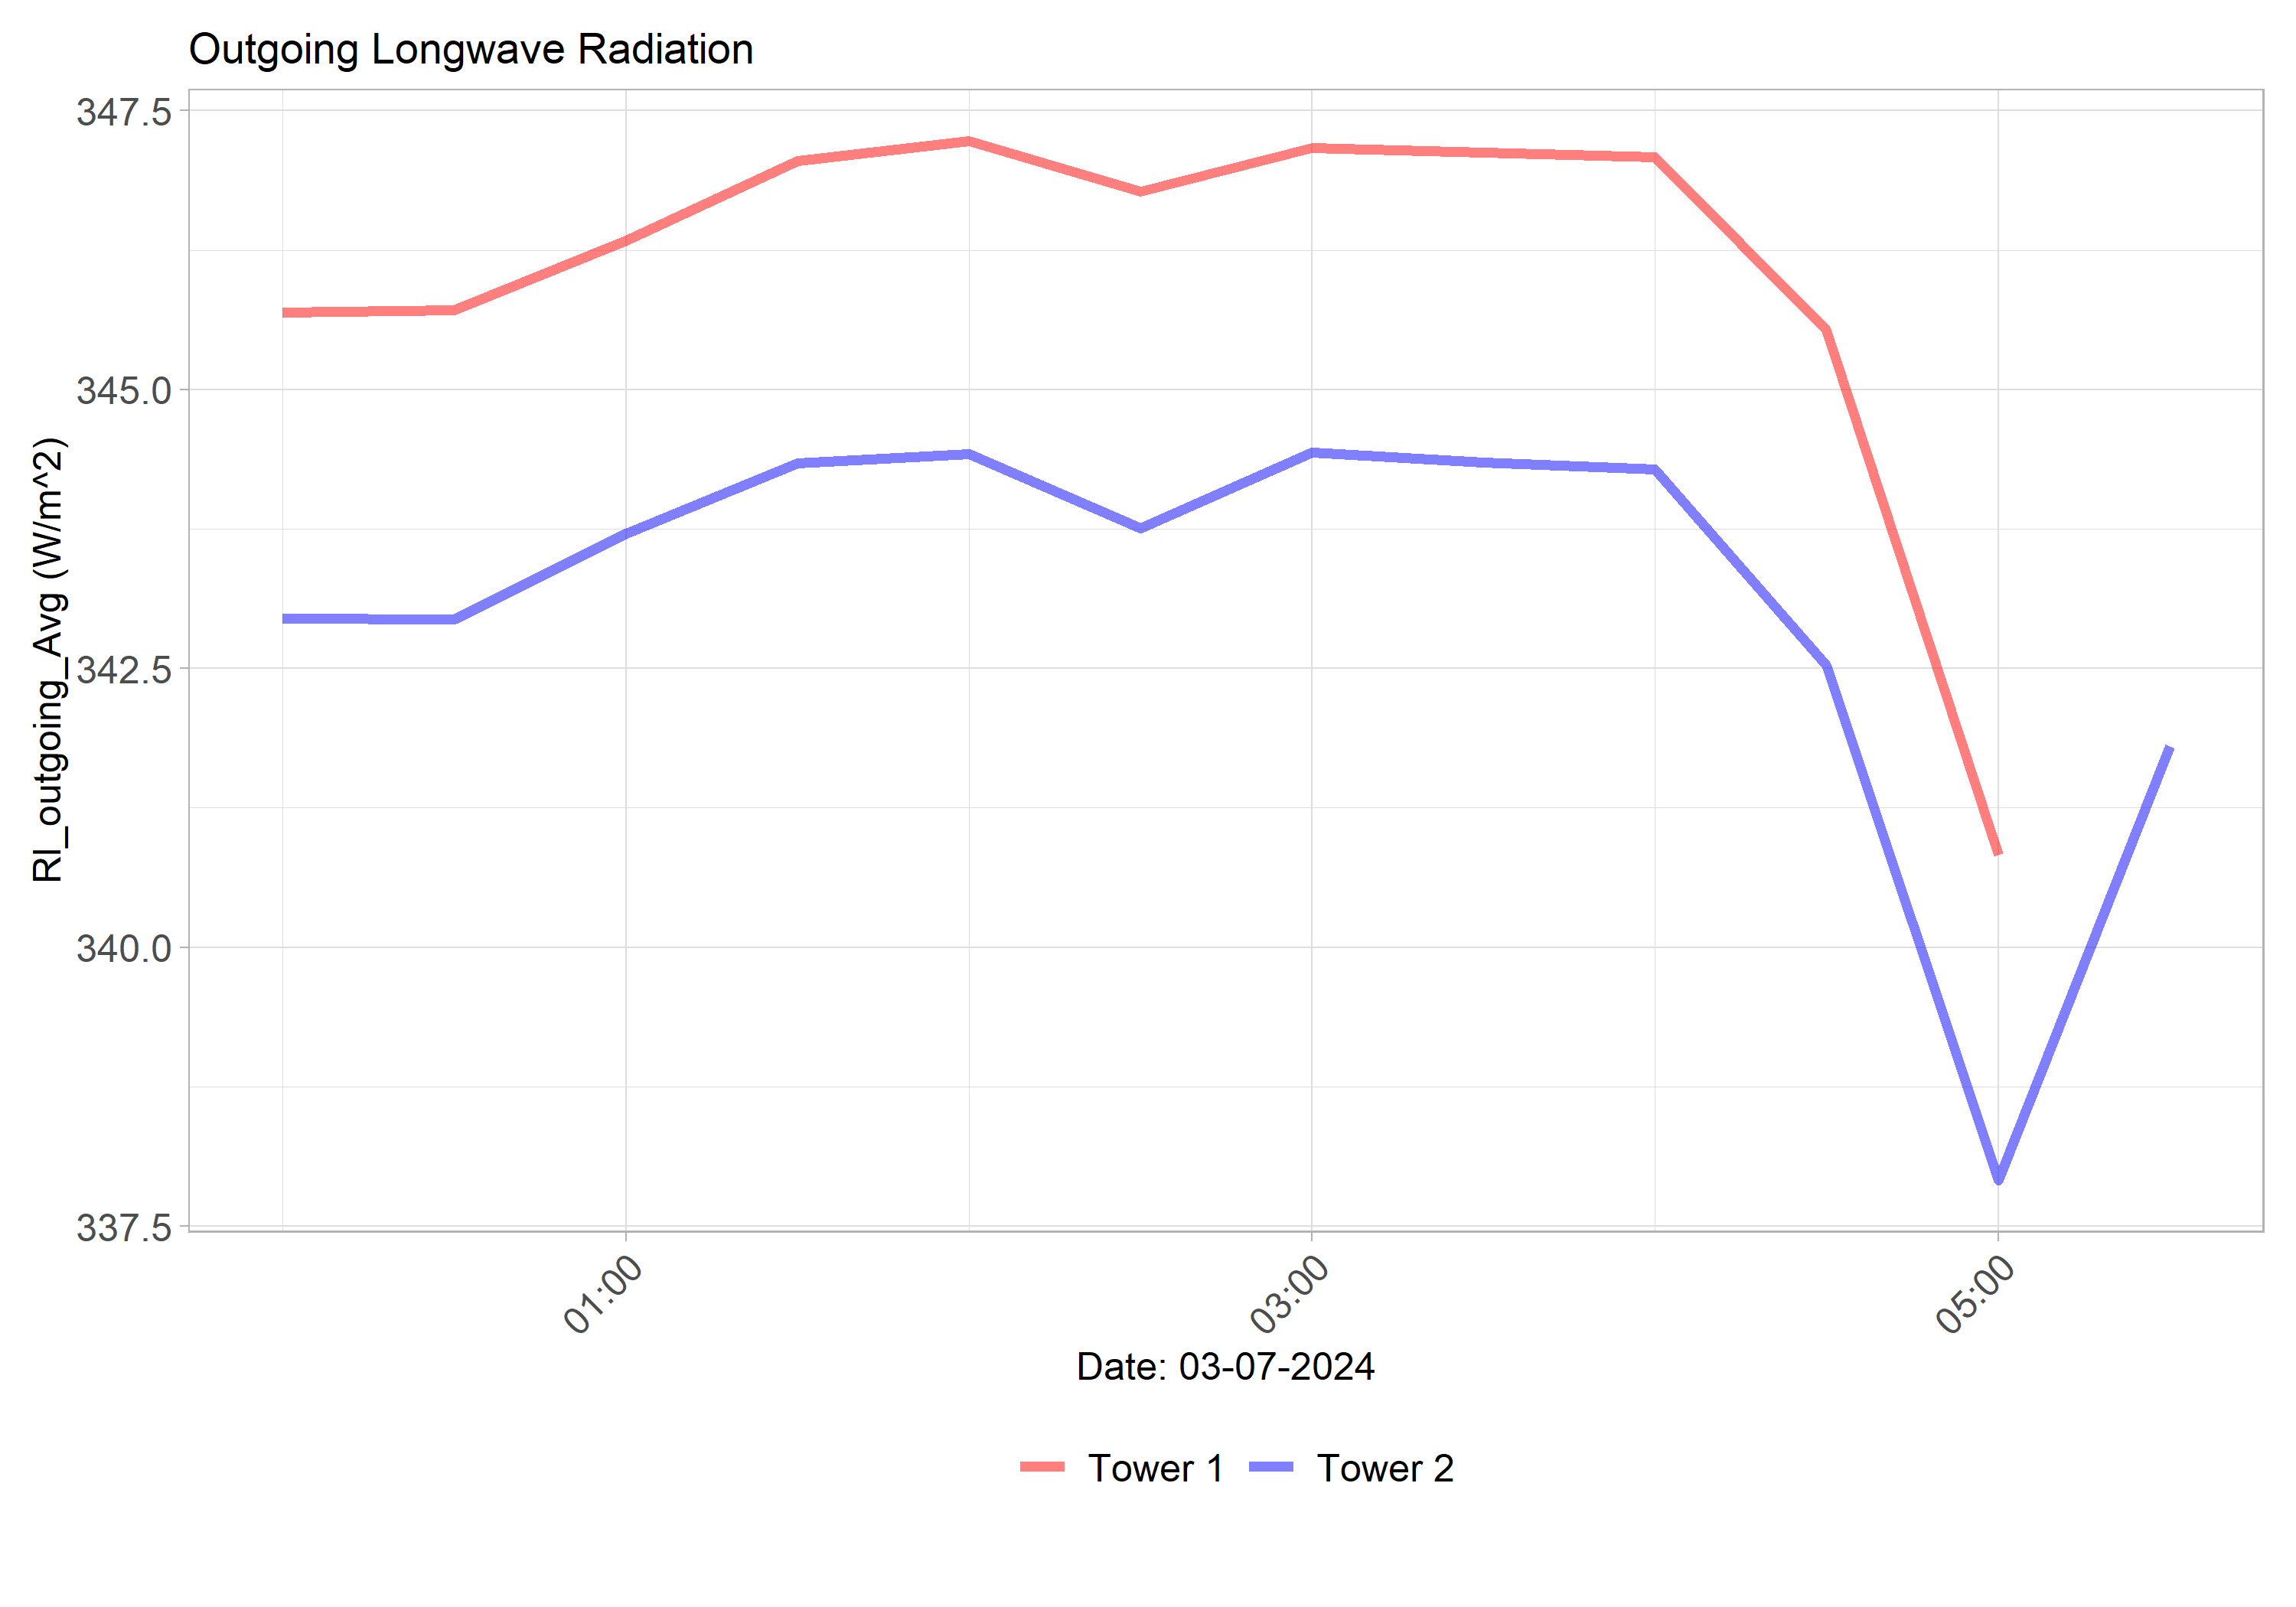 Outgoing Longwave Radiation
347.5
345.0
342.5
340.0
337.5
Rl_outgoing_Avg (W/m^2)
01:00
03:00
05:00
Date: 03-07-2024
Tower 1
Tower 2